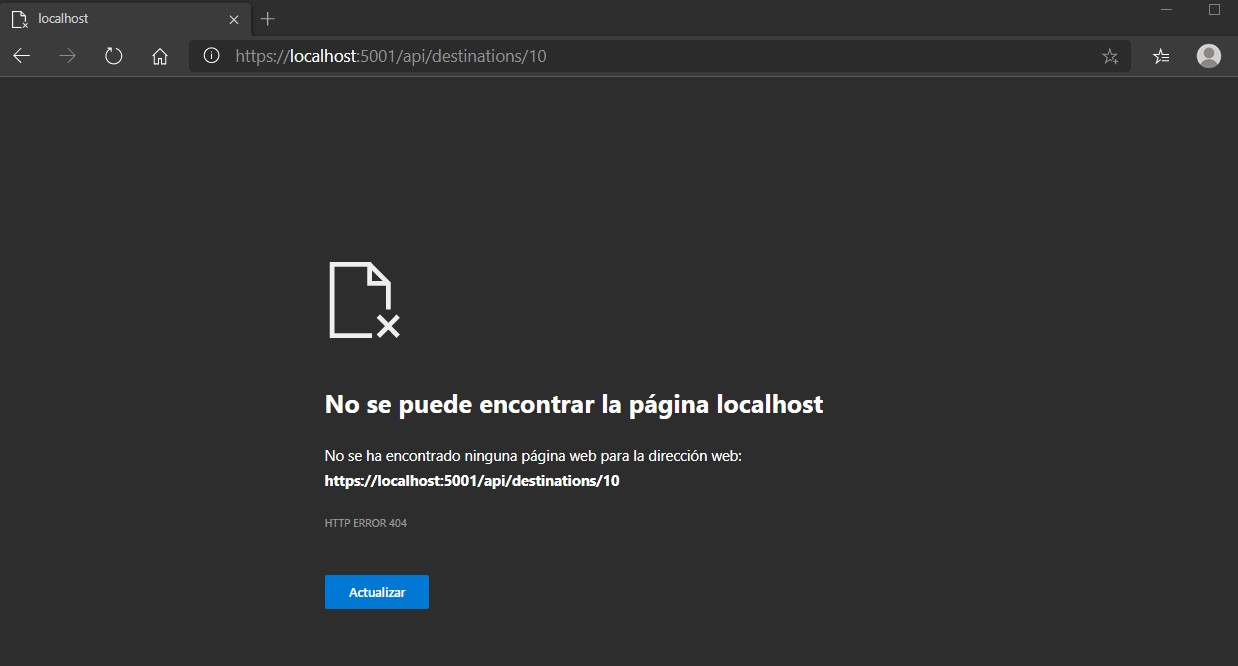 localhost
https://localhost:5001/api/destinations/10
No se puede encontrar la página localhost
No se ha encontrado ninguna página web para la dirección web:
https://localhost:5001/api/destinations/10
HTTP ERROR 404
Actualizar